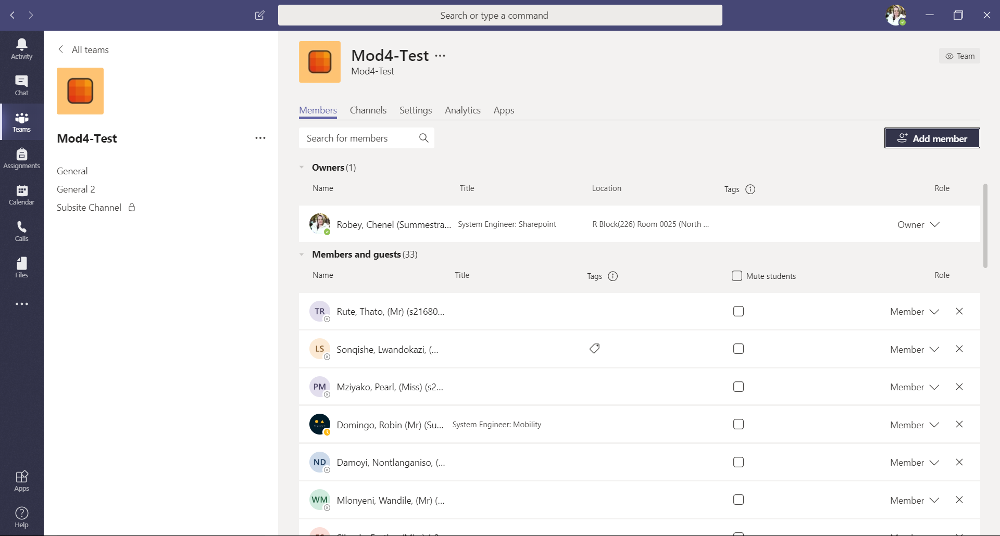 Search or type a command
Activity
Chat
Teams
Assignments
Calendar
Calls
Files
Apps
Help
All teams
Mod4-Test
General
General 2
Subsite Channel
Mod4-Test
Mod4-Test
Team
Members Channels Settings Analytics Apps
Search for members
Add member
Owners (1)
Name Title Location Tags Role
Robey, Chenel (Summestra... System Engineer: Sharepoint R Block(226) Room 0025 (North ... Owner
Members and guests (33)
Name Title Tags Mute students Role
TR Rute, Thato, (Mr) (s21680... Member
LS Sonqishe, Lwandokazi, (... Member
PM Mziyako, Pearl, (Miss) (s2... Member
Domingo, Robin (Mr) (Su... System Engineer: Mobility Member
ND Damoyi, Nontlanganiso, (... Member
WM Mlonyeni, Wandile, (Mr) (... Member